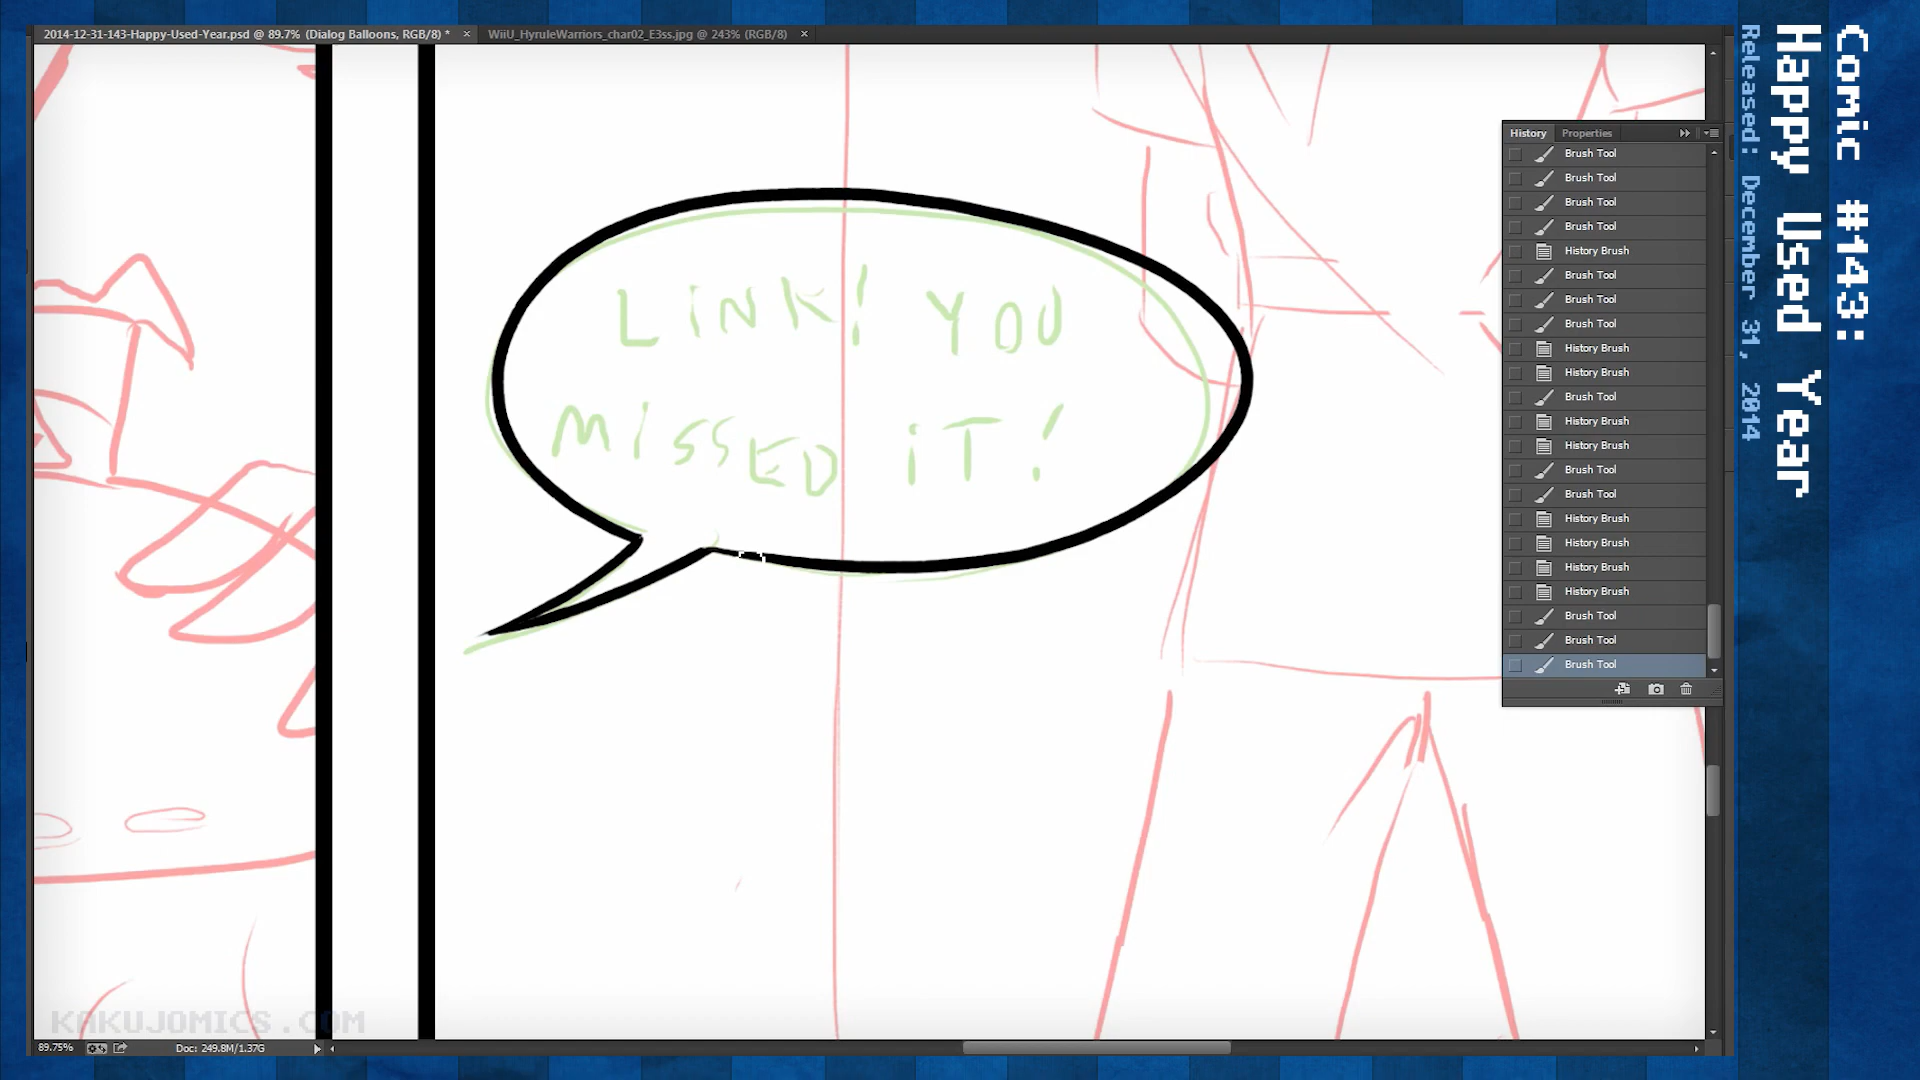 2014-12-31-143-Happy-Used-Year.psd @ 89.7% (Dialog Balloons, RGB/8) * ×
WiiU_HyruleWarriors_char02_E3ss.jpg @ 243% (RGB/8) ×
LiNK! YOU
MiSSED iT!
History
Properties
Brush Tool
Brush Tool
Brush Tool
Brush Tool
History Brush
Brush Tool
Brush Tool
Brush Tool
History Brush
History Brush
Brush Tool
History Brush
History Brush
Brush Tool
Brush Tool
History Brush
History Brush
History Brush
History Brush
Brush Tool
Brush Tool
Brush Tool
Comic #143:
Happy Used Year
Released: December 31, 2014
KAKUJOMICS.COM
89.75%
Doc: 249.8M/1.37G